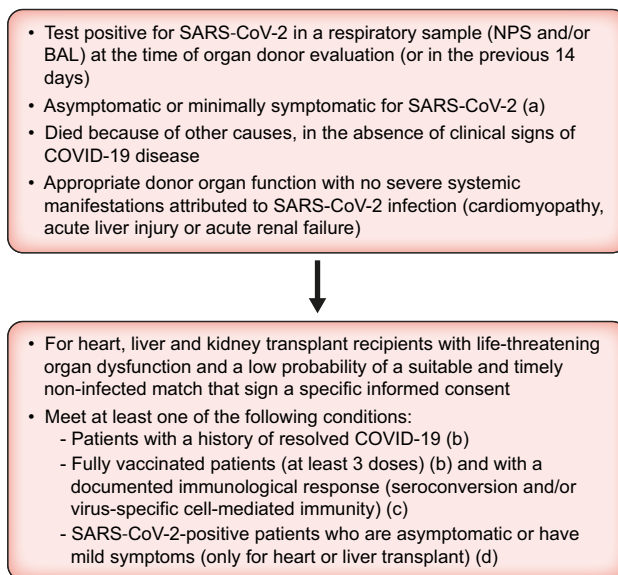 • Test positive for SARS-CoV-2 in a respiratory sample (NPS and/or
BAL) at the time of organ donor evaluation (or in the previous 14
days)
• Asymptomatic or minimally symptomatic for SARS-CoV-2 (a)
• Died because of other causes, in the absence of clinical signs of
COVID-19 disease
• Appropriate donor organ function with no severe systemic
manifestations attributed to SARS-CoV-2 infection (cardiomyopathy,
acute liver injury or acute renal failure)
• For heart, liver and kidney transplant recipients with life-threatening
organ dysfunction and a low probability of a suitable and timely
non-infected match that sign a specific informed consent
• Meet at least one of the following conditions:
- Patients with a history of resolved COVID-19 (b)
- Fully vaccinated patients (at least 3 doses) (b) and with a
documented immunological response (seroconversion and/or
virus-specific cell-mediated immunity) (c)
- SARS-CoV-2-positive patients who are asymptomatic or have
mild symptoms (only for heart or liver transplant) (d)